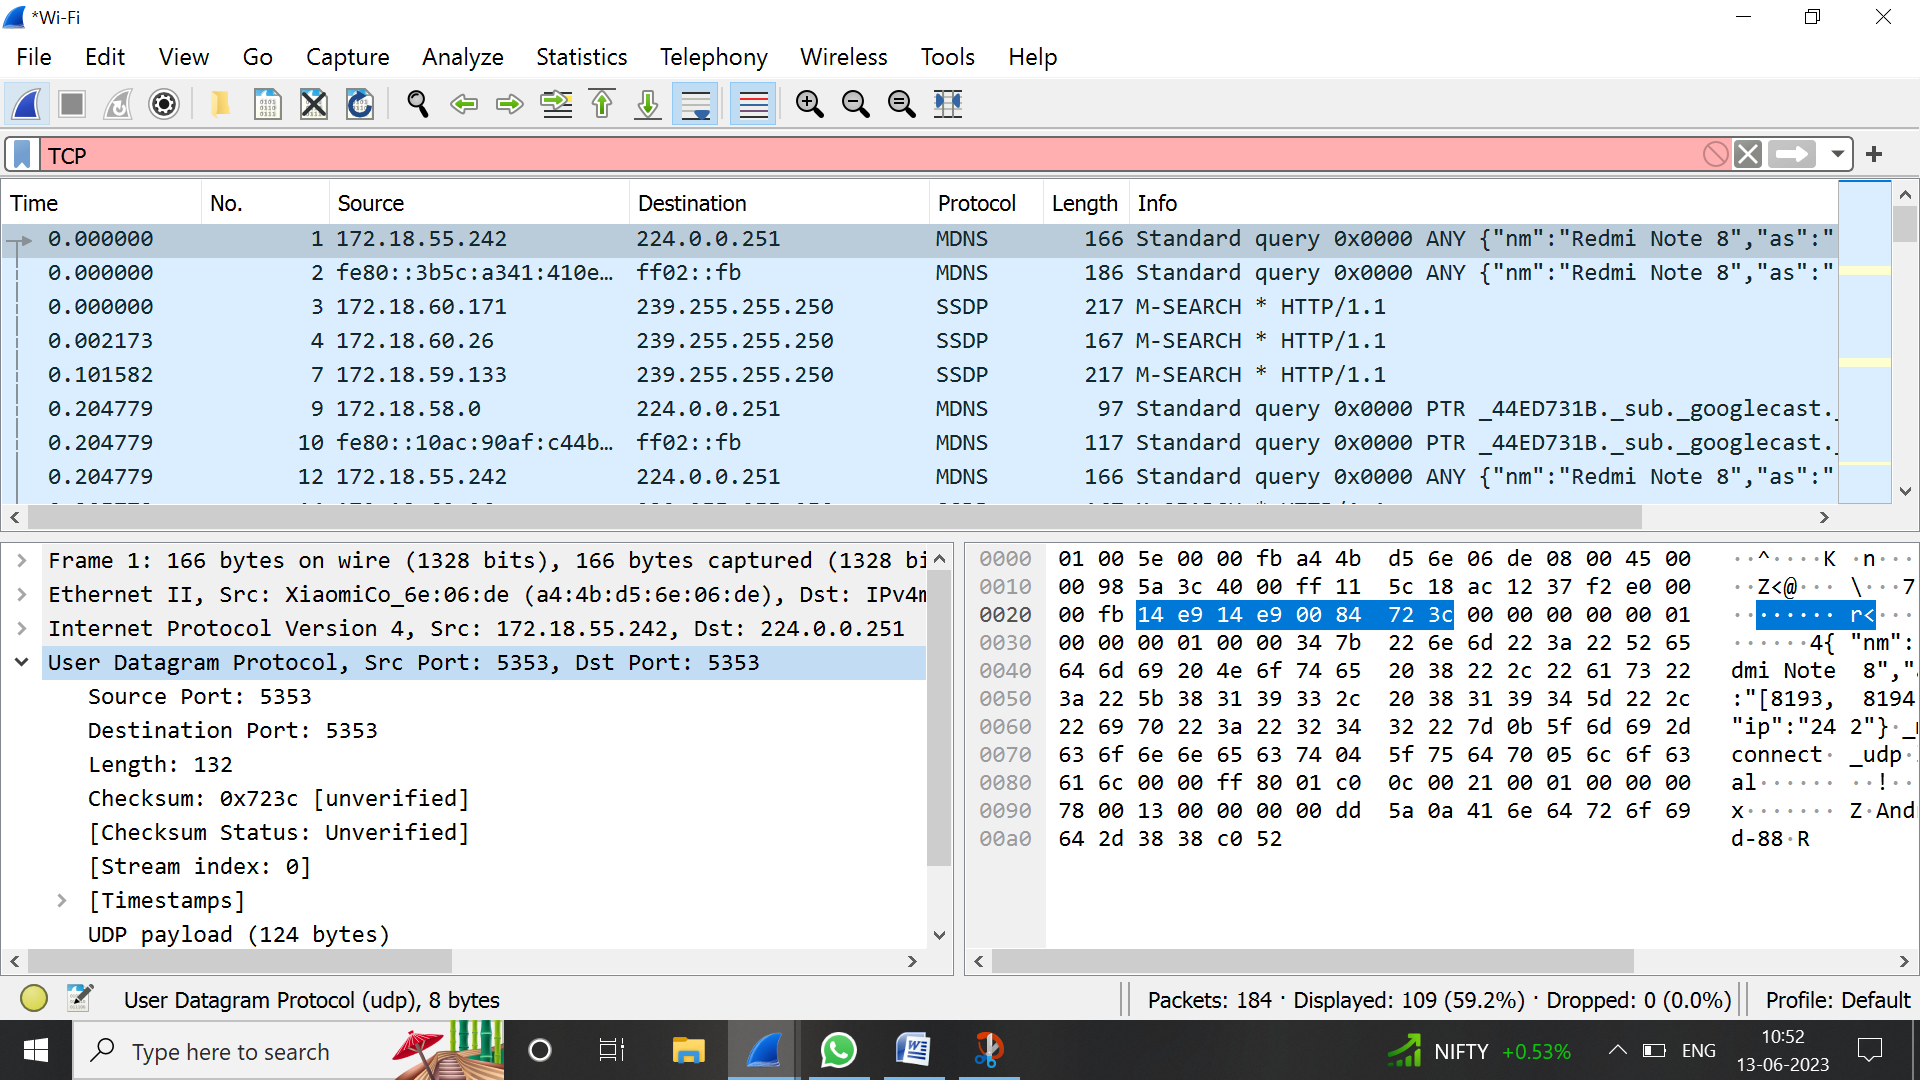 *Wi-Fi
File Edit View Go Capture Analyze Statistics Telephony Wireless Tools Help
TCP
Time No. Source Destination Protocol Length Info
0.000000 1 172.18.55.242 224.0.0.251 MDNS 166 Standard query 0x0000 ANY {"nm":"Redmi Note 8","as":"
0.000000 2 fe80::3b5c:a341:410e… ff02::fb MDNS 186 Standard query 0x0000 ANY {"nm":"Redmi Note 8","as":"
0.000000 3 172.18.60.171 239.255.255.250 SSDP 217 M-SEARCH * HTTP/1.1
0.002173 4 172.18.60.26 239.255.255.250 SSDP 167 M-SEARCH * HTTP/1.1
0.101582 7 172.18.59.133 239.255.255.250 SSDP 217 M-SEARCH * HTTP/1.1
0.204779 9 172.18.58.0 224.0.0.251 MDNS 97 Standard query 0x0000 PTR _44ED731B._sub._googlecast._
0.204779 10 fe80::10ac:90af:c44b… ff02::fb MDNS 117 Standard query 0x0000 PTR _44ED731B._sub._googlecast._
0.204779 12 172.18.55.242 224.0.0.251 MDNS 166 Standard query 0x0000 ANY {"nm":"Redmi Note 8","as":"
Frame 1: 166 bytes on wire (1328 bits), 166 bytes captured (1328 bi
Ethernet II, Src: XiaomiCo_6e:06:de (a4:4b:d5:6e:06:de), Dst: IPv4m
Internet Protocol Version 4, Src: 172.18.55.242, Dst: 224.0.0.251
User Datagram Protocol, Src Port: 5353, Dst Port: 5353
Source Port: 5353
Destination Port: 5353
Length: 132
Checksum: 0x723c [unverified]
[Checksum Status: Unverified]
[Stream index: 0]
[Timestamps]
UDP payload (124 bytes)
0000 01 00 5e 00 00 fb a4 4b d5 6e 06 de 08 00 45 00 ··^····K ·n····
0010 00 98 5a 3c 40 00 ff 11 5c 18 ac 12 37 f2 e0 00 ··Z<@··· \···7
0020 00 fb 14 e9 14 e9 00 84 72 3c 00 00 00 00 00 01 ········ r<····
0030 00 00 00 01 00 00 34 7b 22 6e 6d 22 3a 22 52 65 ······4{ "nm":
0040 64 6d 69 20 4e 6f 74 65 20 38 22 2c 22 61 73 22 dmi Note 8","
0050 3a 22 5b 38 31 39 33 2c 20 38 31 39 34 5d 22 2c :"[8193, 8194
0060 22 69 70 22 3a 22 32 34 32 22 7d 0b 5f 6d 69 2d "ip":"24 2"}·_
0070 63 6f 6e 6e 65 63 74 04 5f 75 64 70 05 6c 6f 63 connect· _udp·
0080 61 6c 00 00 ff 80 01 c0 0c 00 21 00 01 00 00 00 al······ ··!···
0090 78 00 13 00 00 00 00 dd 5a 0a 41 6e 64 72 6f 69 x······· Z·And
00a0 64 2d 38 38 c0 52 d-88·R
User Datagram Protocol (udp), 8 bytes
Packets: 184 · Displayed: 109 (59.2%) · Dropped: 0 (0.0%)
Profile: Default
Type here to search
NIFTY +0.53%
ENG
10:52
13-06-2023